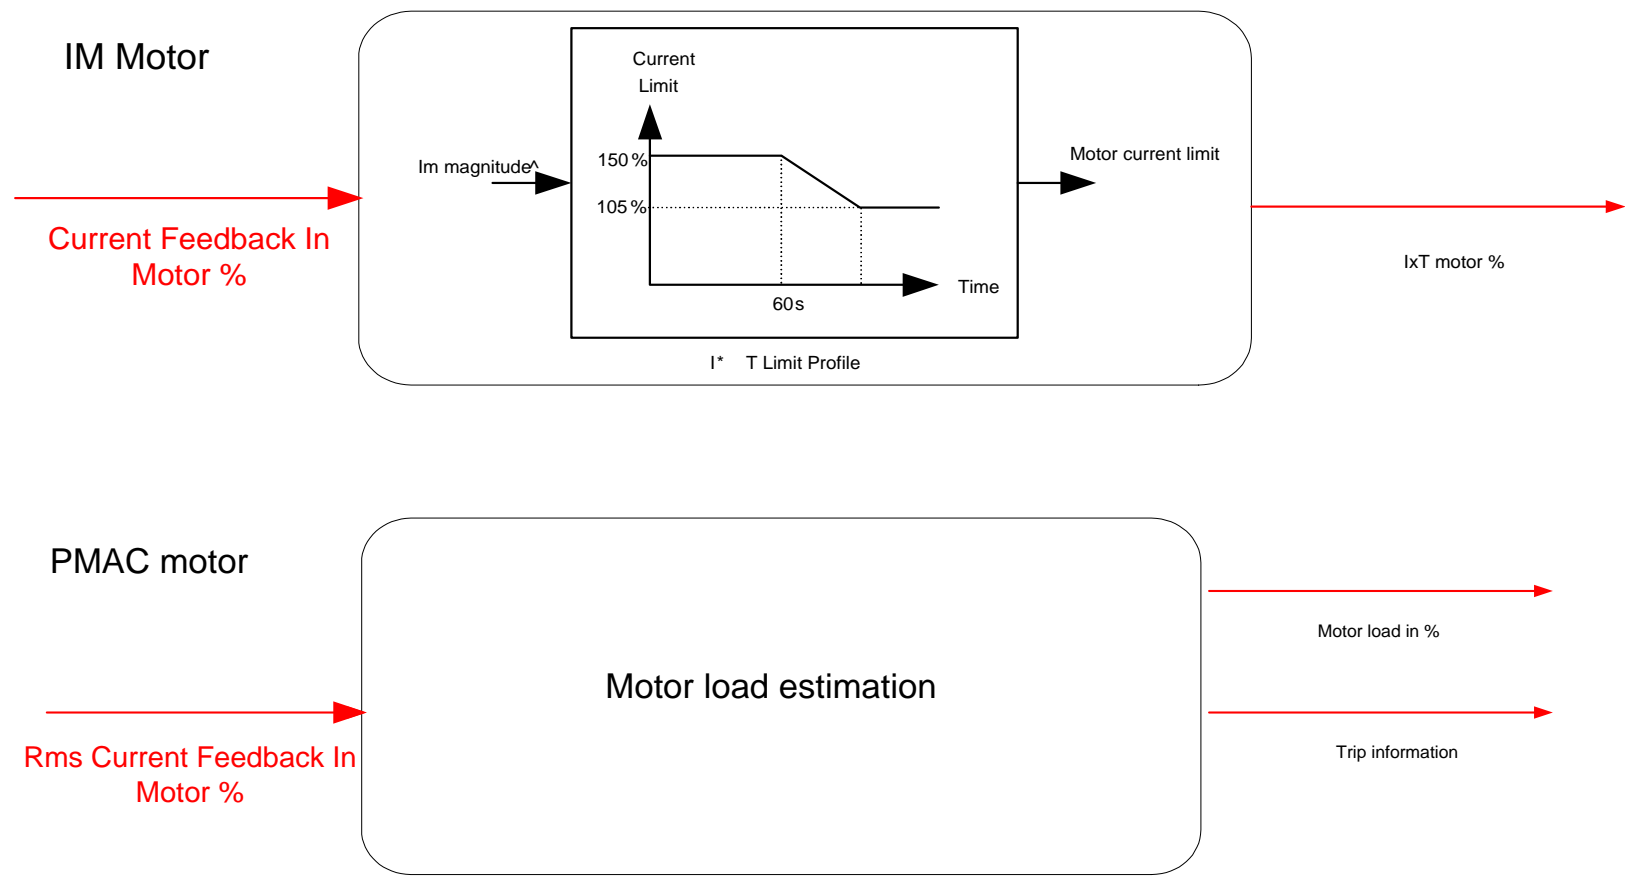 IM Motor
Current
Limit
Im magnitude^
150%
105%
Motor current limit
Current Feedback In
Motor %
IxT motor %
Time
60s
I* T Limit Profile
PMAC motor
Motor load in %
Motor load estimation
Rms Current Feedback In
Motor %
Trip information